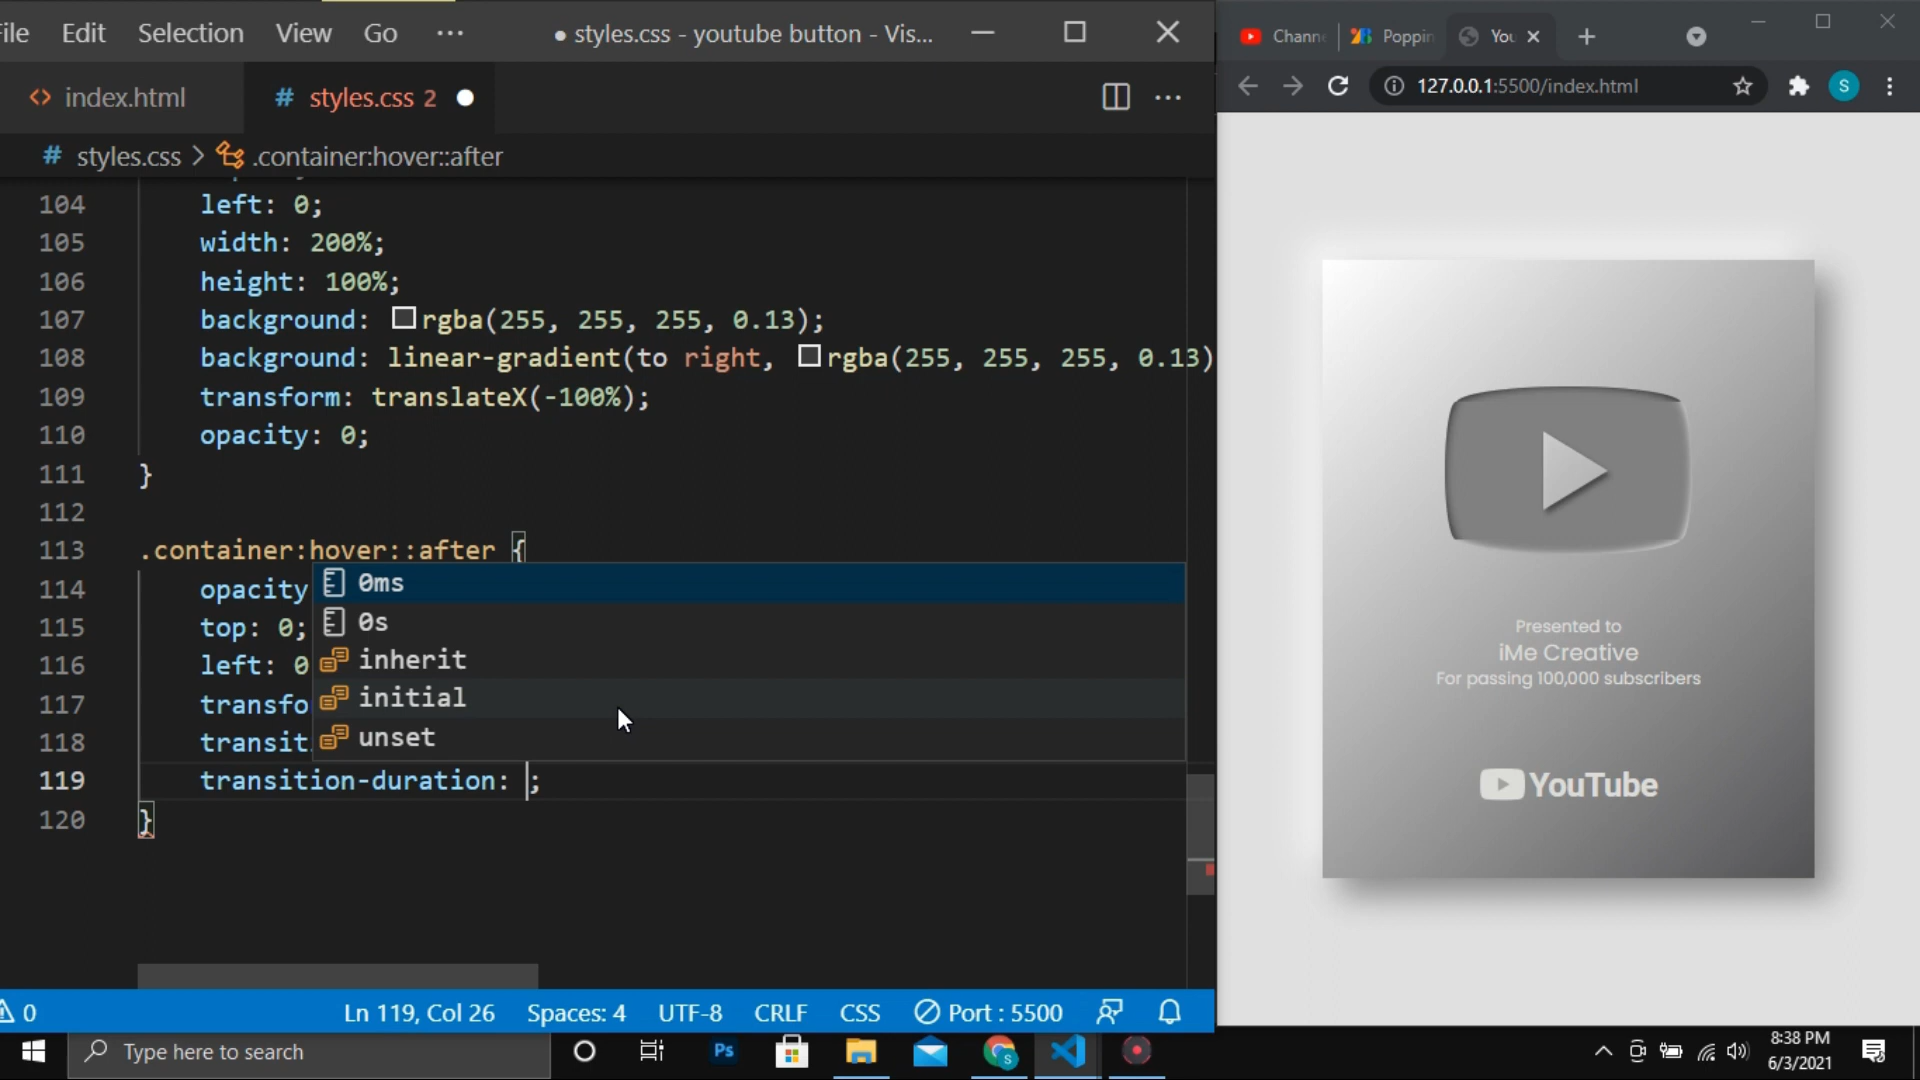 File Edit Selection View Go ···
● styles.css - youtube button - Vis...
index.html
# styles.css 2 ●
# styles.css > .container:hover::after
104 left: 0;
105 width: 200%;
106 height: 100%;
107 background: rgba(255, 255, 255, 0.13);
108 background: linear-gradient(to right, rgba(255, 255, 255, 0.13)
109 transform: translateX(-100%);
110 opacity: 0;
111 }
112
113 .container:hover::after {
114 opacity
115 top: 0;
116 left: 0
117 transfo
118 transit
119 transition-duration: ;
120 }
0ms
0s
inherit
initial
unset
0
Ln 119, Col 26 Spaces: 4 UTF-8 CRLF CSS Port : 5500
Chann Poppin You
127.0.0.1:5500/index.html
S
Presented to
iMe Creative
For passing 100,000 subscribers
YouTube
Type here to search
Ps
S
8:38 PM
6/3/2021